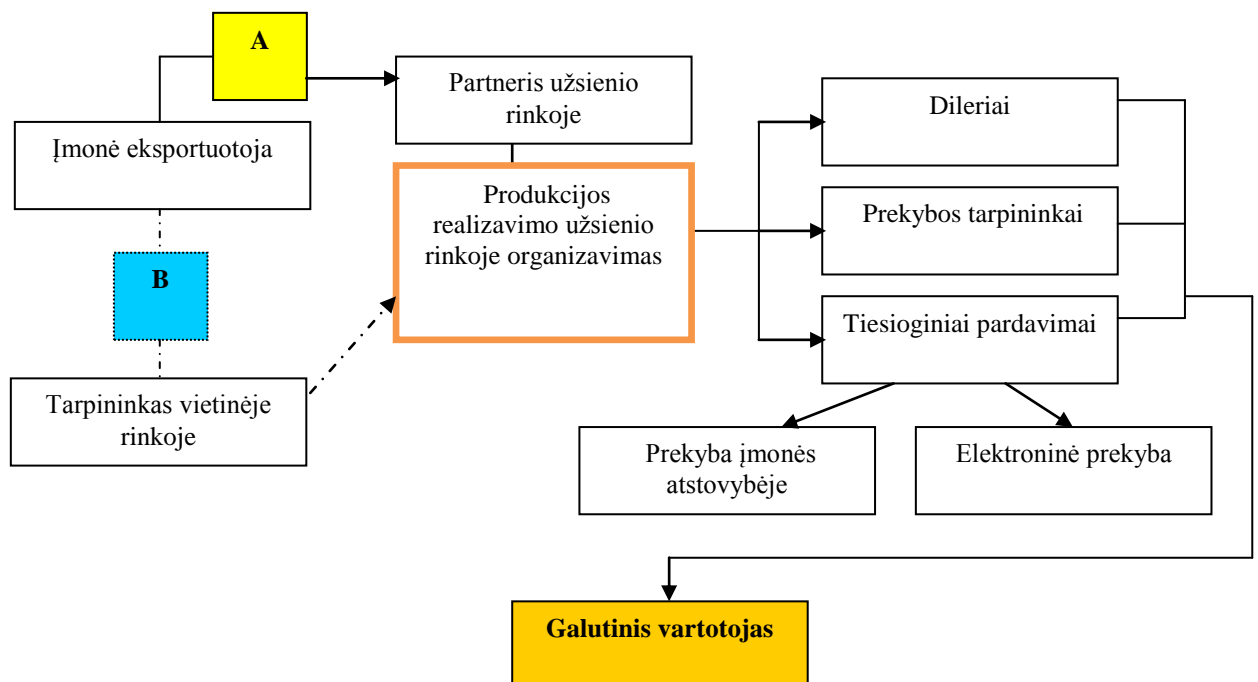 A
Partneris užsienio
rinkoje
Dileriai
Įmonė eksportuotoja
Produkcijos
realizavimo užsienio
rinkoje organizavimas
Prekybos tarpininkai
B
Tiesioginiai pardavimai
Tarpininkas vietinėje
rinkoje
Prekyba įmonės
atstovybėje
Elektroninė prekyba
Galutinis vartotojas